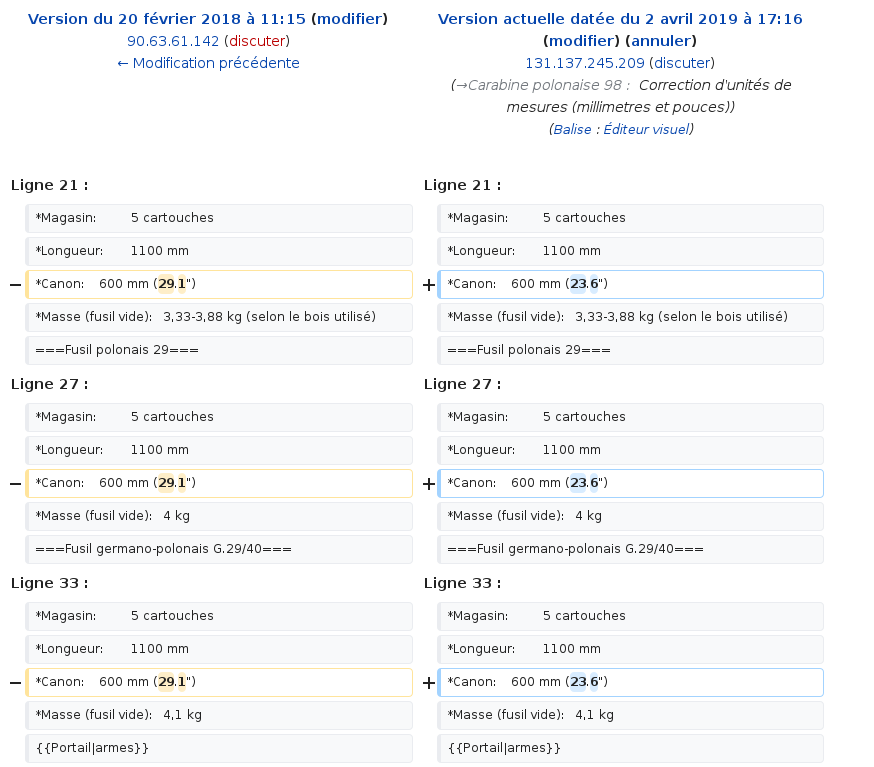 Version du 20 février 2018 à 11:15 (modifier)
90.63.61.142 (discuter)
← Modification précédente
Version actuelle datée du 2 avril 2019 à 17:16
(modifier) (annuler)
131.137.245.209 (discuter)
(→Carabine polonaise 98 : Correction d'unités de
mesures (millimetres et pouces))
(Balise : Éditeur visuel)
Ligne 21 :
Ligne 21 :
*Magasin: 5 cartouches
*Magasin: 5 cartouches
*Longueur: 1100 mm
*Longueur: 1100 mm
− *Canon: 600 mm (29.1")
+ *Canon: 600 mm (23.6")
*Masse (fusil vide): 3,33-3,88 kg (selon le bois utilisé)
*Masse (fusil vide): 3,33-3,88 kg (selon le bois utilisé)
===Fusil polonais 29===
===Fusil polonais 29===
Ligne 27 :
Ligne 27 :
*Magasin: 5 cartouches
*Magasin: 5 cartouches
*Longueur: 1100 mm
*Longueur: 1100 mm
− *Canon: 600 mm (29.1")
+ *Canon: 600 mm (23.6")
*Masse (fusil vide): 4 kg
*Masse (fusil vide): 4 kg
===Fusil germano-polonais G.29/40===
===Fusil germano-polonais G.29/40===
Ligne 33 :
Ligne 33 :
*Magasin: 5 cartouches
*Magasin: 5 cartouches
*Longueur: 1100 mm
*Longueur: 1100 mm
− *Canon: 600 mm (29.1")
+ *Canon: 600 mm (23.6")
*Masse (fusil vide): 4,1 kg
*Masse (fusil vide): 4,1 kg
{{Portail|armes}}
{{Portail|armes}}